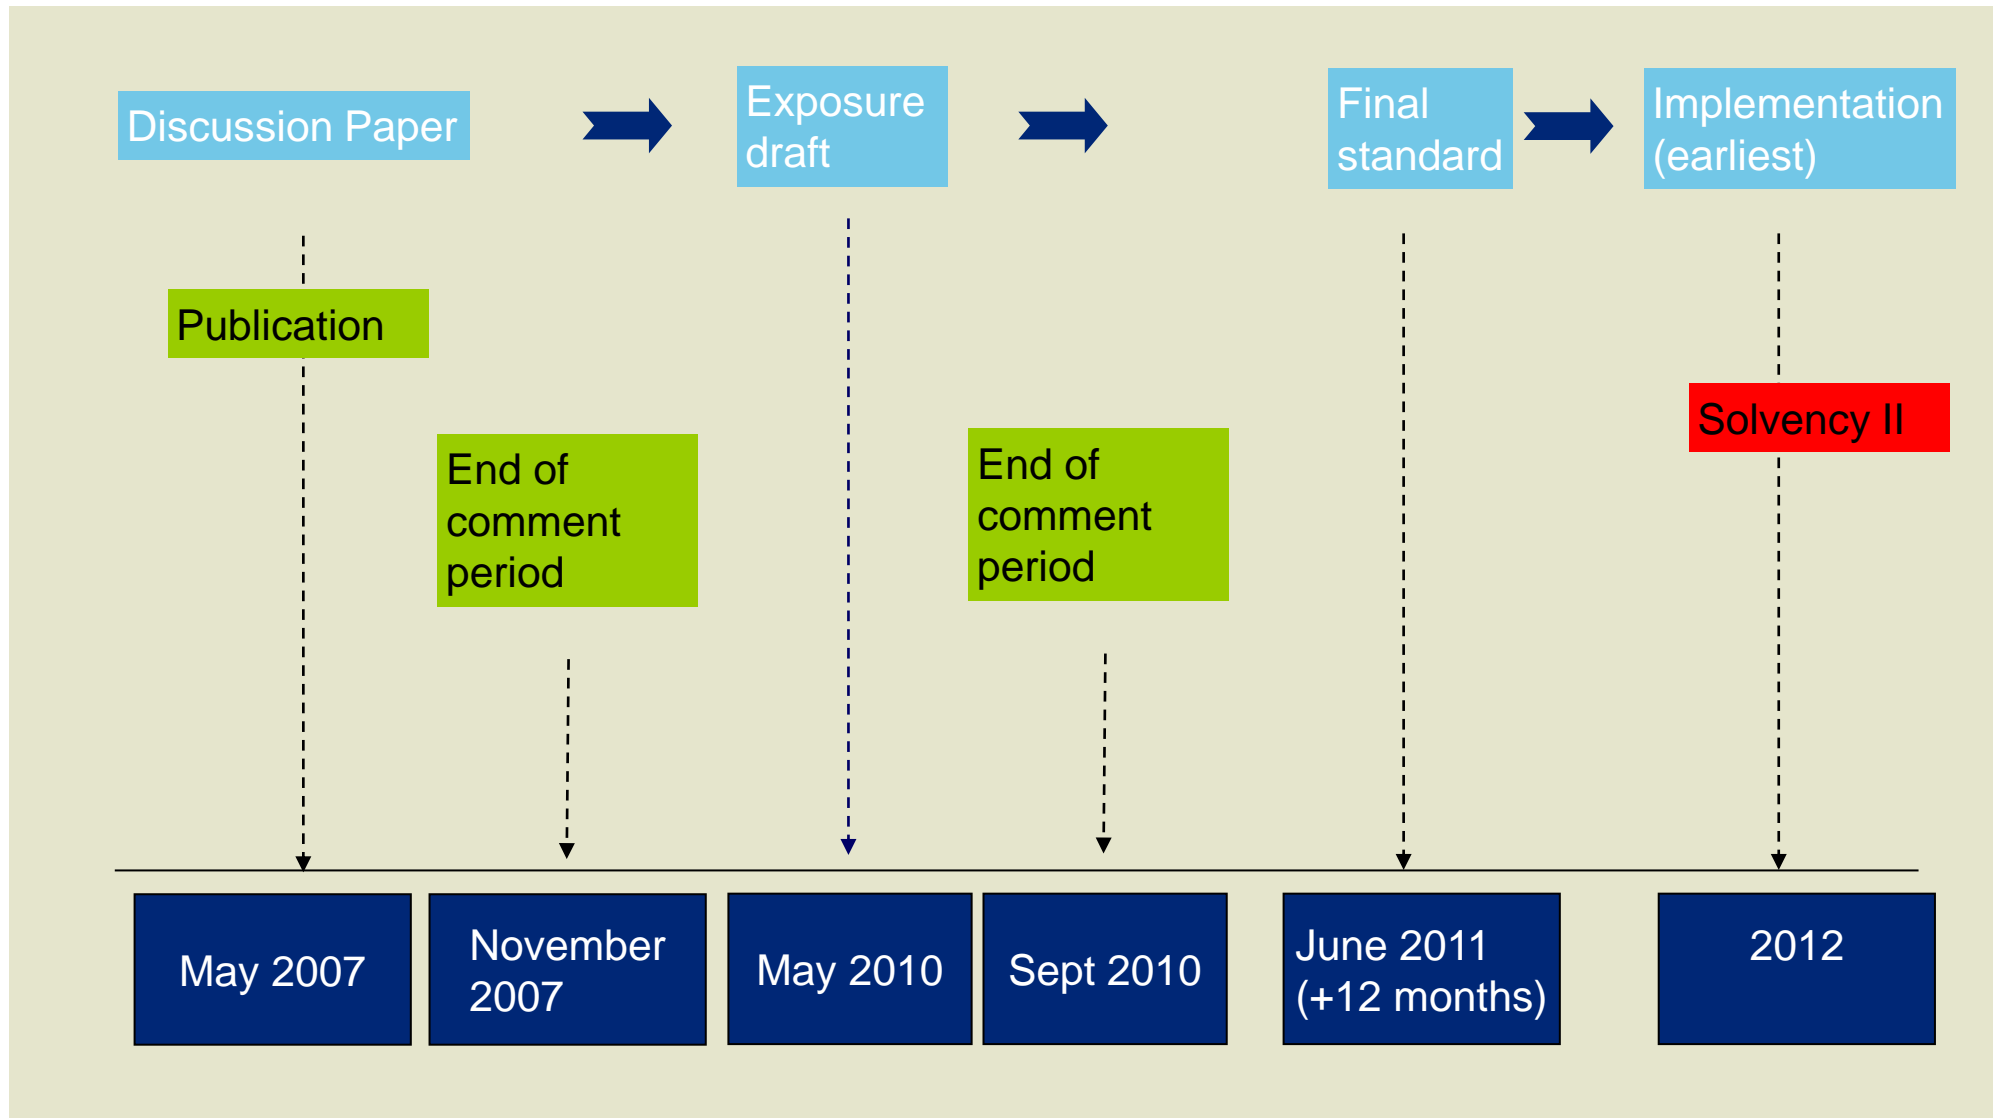 Discussion Paper
Exposure
draft
Final
standard
Implementation
(earliest)
Publication
Solvency II
End of
comment
period
End of
comment
period
May 2007
November
2007
May 2010
Sept 2010
June 2011
(+12 months)
2012